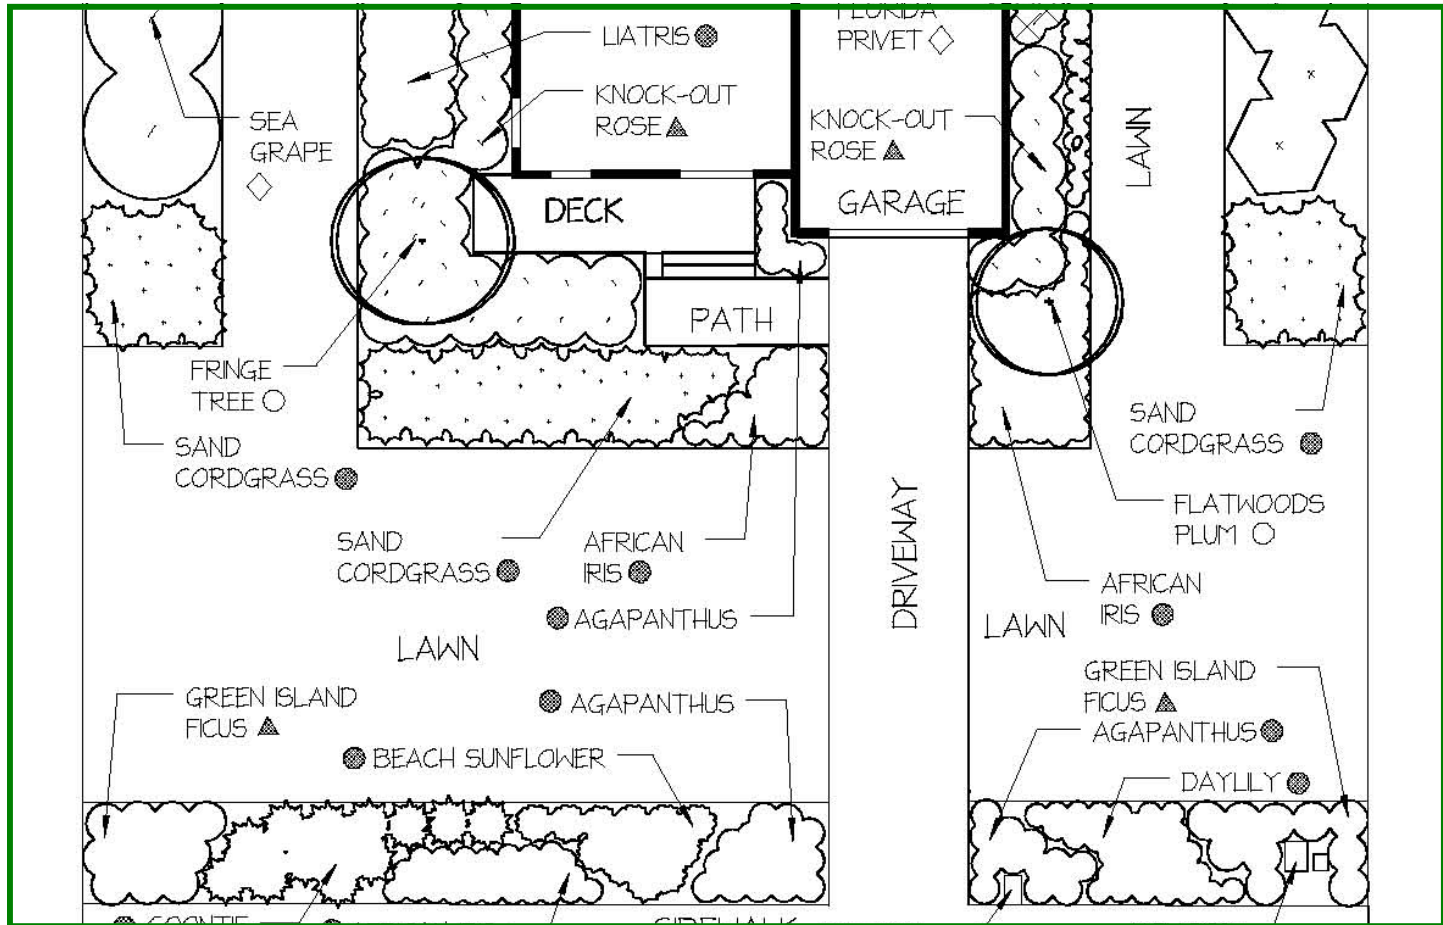 LIATRIS
FLORIDA
PRIVET
KNOCK-OUT
ROSE
KNOCK-OUT
ROSE
SEA
GRAPE
LAWN
DECK
GARAGE
PATH
FRINGE
TREE
SAND
CORDGRASS
SAND
CORDGRASS
FLATWOODS
PLUM
SAND
CORDGRASS
AFRICAN
IRIS
DRIVEWAY
AFRICAN
IRIS
AGAPANTHUS
LAWN
LAWN
GREEN ISLAND
FICUS
GREEN ISLAND
FICUS
AGAPANTHUS
AGAPANTHUS
BEACH SUNFLOWER
DAYLILY
COONTIE
SIDEWALK